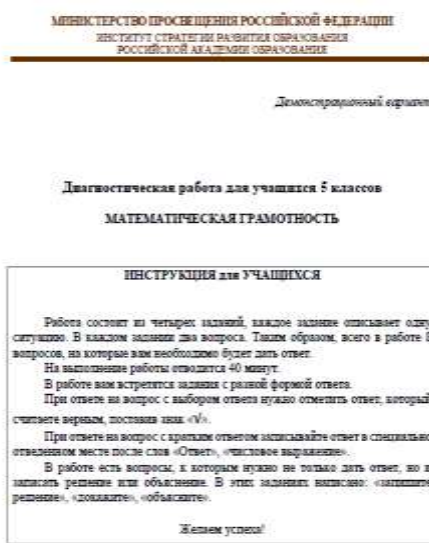 МИНИСТЕРСТВО ПРОСВЕЩЕНИЯ РОССИЙСКОЙ ФЕДЕРАЦИИ
ИНСТИТУТ СТРАТЕГИИ РАЗВИТИЯ ОБРАЗОВАНИЯ
РОССИЙСКОЙ АКАДЕМИИ ОБРАЗОВАНИЯ
Демонстрационный вариант
Диагностическая работа для учащихся 5 классов
МАТЕМАТИЧЕСКАЯ ГРАМОТНОСТЬ
ИНСТРУКЦИЯ для УЧАЩИХСЯ
Работа состоит из четырех заданий, каждое задание описывает одну
ситуацию. В каждом задании два вопроса. Таким образом, всего в работе 8
вопросов, на которые вам необходимо будет дать ответ.
На выполнение работы отводится 40 минут.
В работе вам встретятся задания с разной формой ответа.
При ответе на вопрос с выбором ответа нужно отметить ответ, который
считаете верным, поставив знак «√».
При ответе на вопрос с кратким ответом записывайте ответ в специально
отведенном месте после слов «Ответ», «числовое выражение».
В работе есть вопросы, к которым нужно не только дать ответ, но и
записать решение или объяснение. В этих заданиях написано: «запишите
решение», «докажите», «объясните».
Желаем успеха!